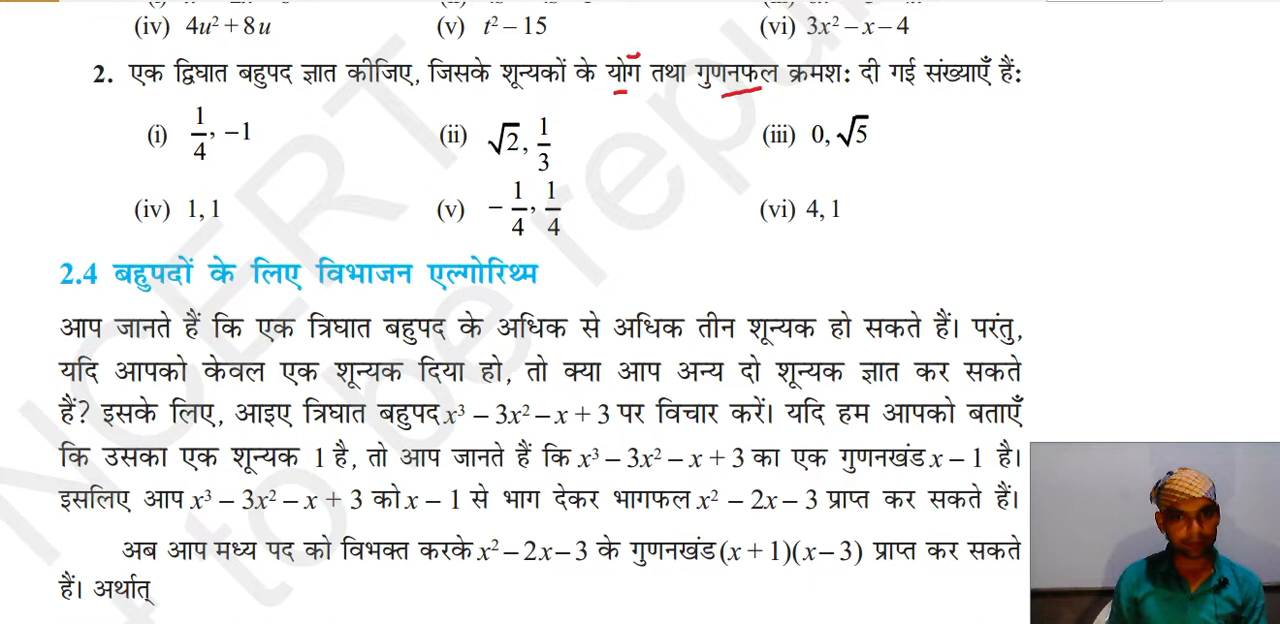 (iv) 4u² + 8u (v) t² – 15 (vi) 3x² – x – 4
2. एक द्विघात बहुपद ज्ञात कीजिए, जिसके शून्यकों के योग तथा गुणनफल क्रमशः दी गई संख्याएँ हैं:
(i) 1/4, –1 (ii) √2, 1/3 (iii) 0, √5
(iv) 1, 1 (v) –1/4, 1/4 (vi) 4, 1
2.4 बहुपदों के लिए विभाजन एल्गोरिथ्म
आप जानते हैं कि एक त्रिघात बहुपद के अधिक से अधिक तीन शून्यक हो सकते हैं। परंतु,
यदि आपको केवल एक शून्यक दिया हो, तो क्या आप अन्य दो शून्यक ज्ञात कर सकते
हैं? इसके लिए, आइए त्रिघात बहुपद x³ – 3x² – x + 3 पर विचार करें। यदि हम आपको बताएँ
कि उसका एक शून्यक 1 है, तो आप जानते हैं कि x³ – 3x² – x + 3 का एक गुणनखंड x – 1 है।
इसलिए आप x³ – 3x² – x + 3 को x – 1 से भाग देकर भागफल x² – 2x – 3 प्राप्त कर सकते हैं।
अब आप मध्य पद को विभक्त करके x² – 2x – 3 के गुणनखंड (x + 1)(x – 3) प्राप्त कर सकते
हैं। अर्थात्
NCERT
to be repu